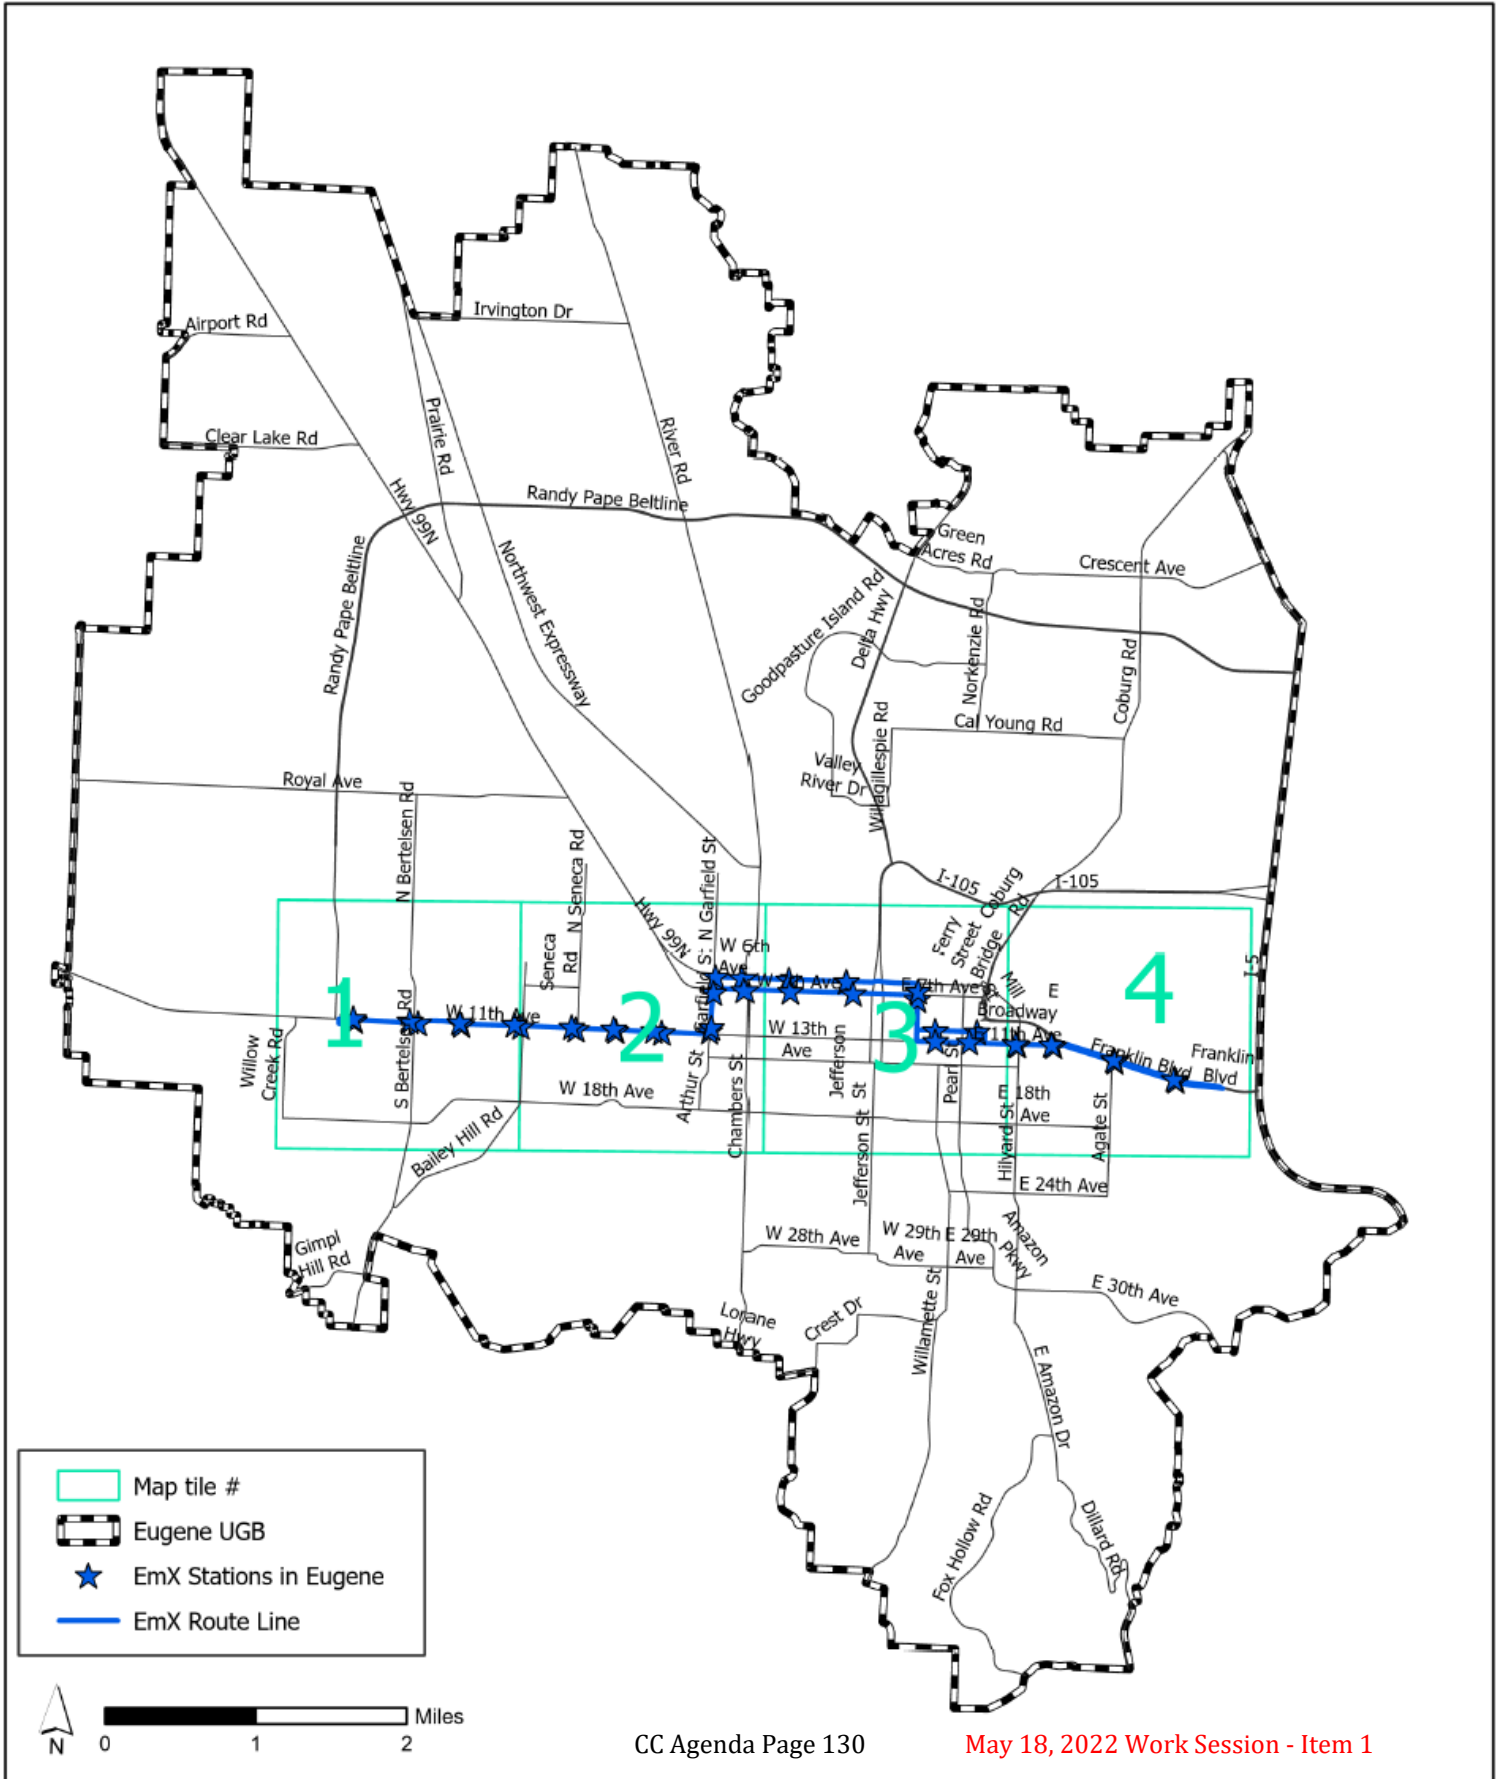 Airport Rd
Irvington Dr
Prairie Rd
River Rd
Clear Lake Rd
Hwy 99N
Randy Pape Beltline
Randy Pape Beltline
Northwest Expressway
Green
Acres Rd
Crescent Ave
Goodpasture Island Rd
Delta Hwy
Norkenzie Rd
Coburg Rd
Cal Young Rd
Willagillespie Rd
Valley
River Dr
Royal Ave
N Bertelsen Rd
N Seneca Rd
N Garfield St
I-105
I-105
Coburg
Rd
Ferry
Street
Bridge
Hwy 99N
Seneca
Rd
W 6th
Ave
W 7th Ave
E 7th Ave
Mill
E
Broadway
I-5
1
2
3
4
W 11th Ave
E 11th Ave
Garfield S
S Bertelsen Rd
Willow
Creek Rd
W 13th
Ave
Jefferson
St
Franklin Blvd
Franklin
Blvd
Arthur St
Chambers St
Pearl S
W 18th Ave
E 18th
Ave
Hilyard St
Agate St
Bailey Hill Rd
Jefferson St
E 24th Ave
W 28th Ave
W 29th
Ave
E 29th
Ave
Amazon
Pkwy
Gimpl
Hill Rd
E 30th Ave
Lorane
Hwy
Crest Dr
Willamette St
E Amazon Dr
Fox Hollow Rd
Dillard Rd
Map tile #
Eugene UGB
EmX Stations in Eugene
EmX Route Line
N
0 1 2
Miles
CC Agenda Page 130
May 18, 2022 Work Session - Item 1